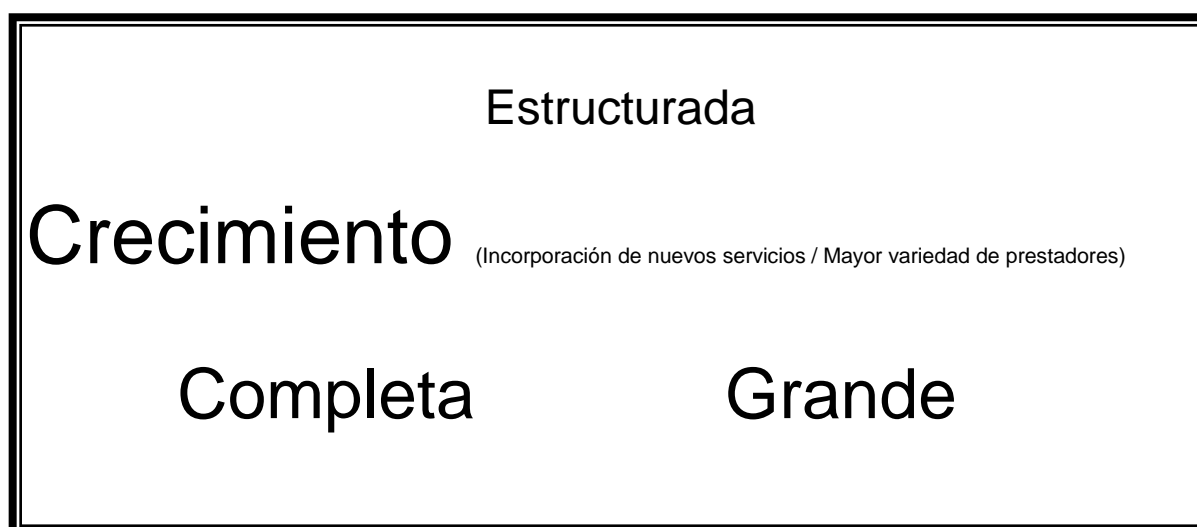 Estructurada
Crecimiento (Incorporación de nuevos servicios / Mayor variedad de prestadores)
Completa Grande